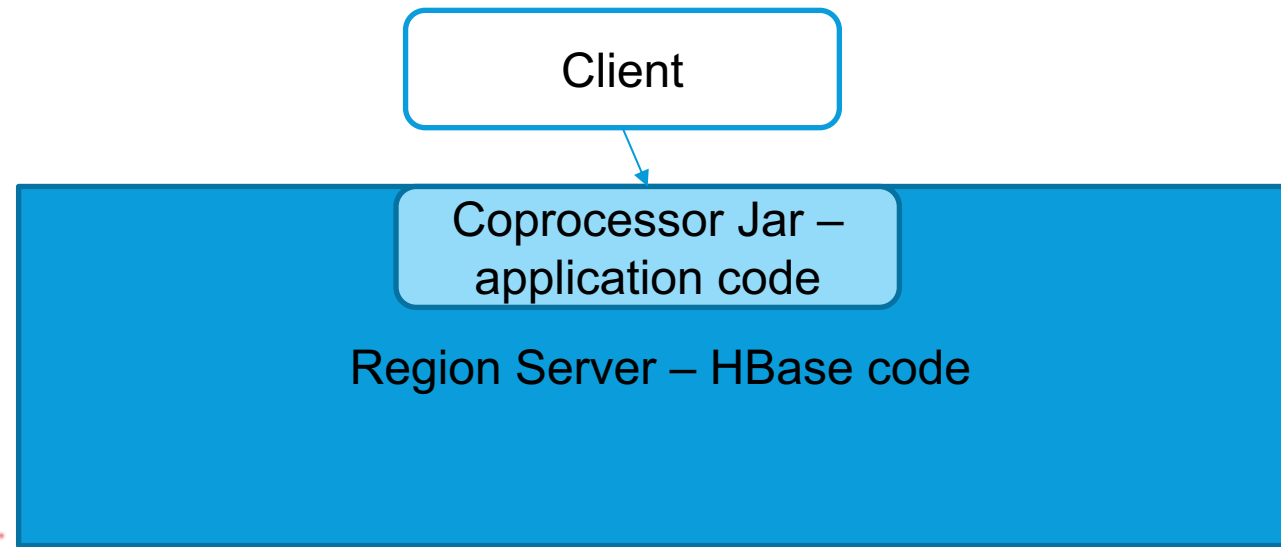 Client
Coprocessor Jar –
application code
Region Server – HBase code